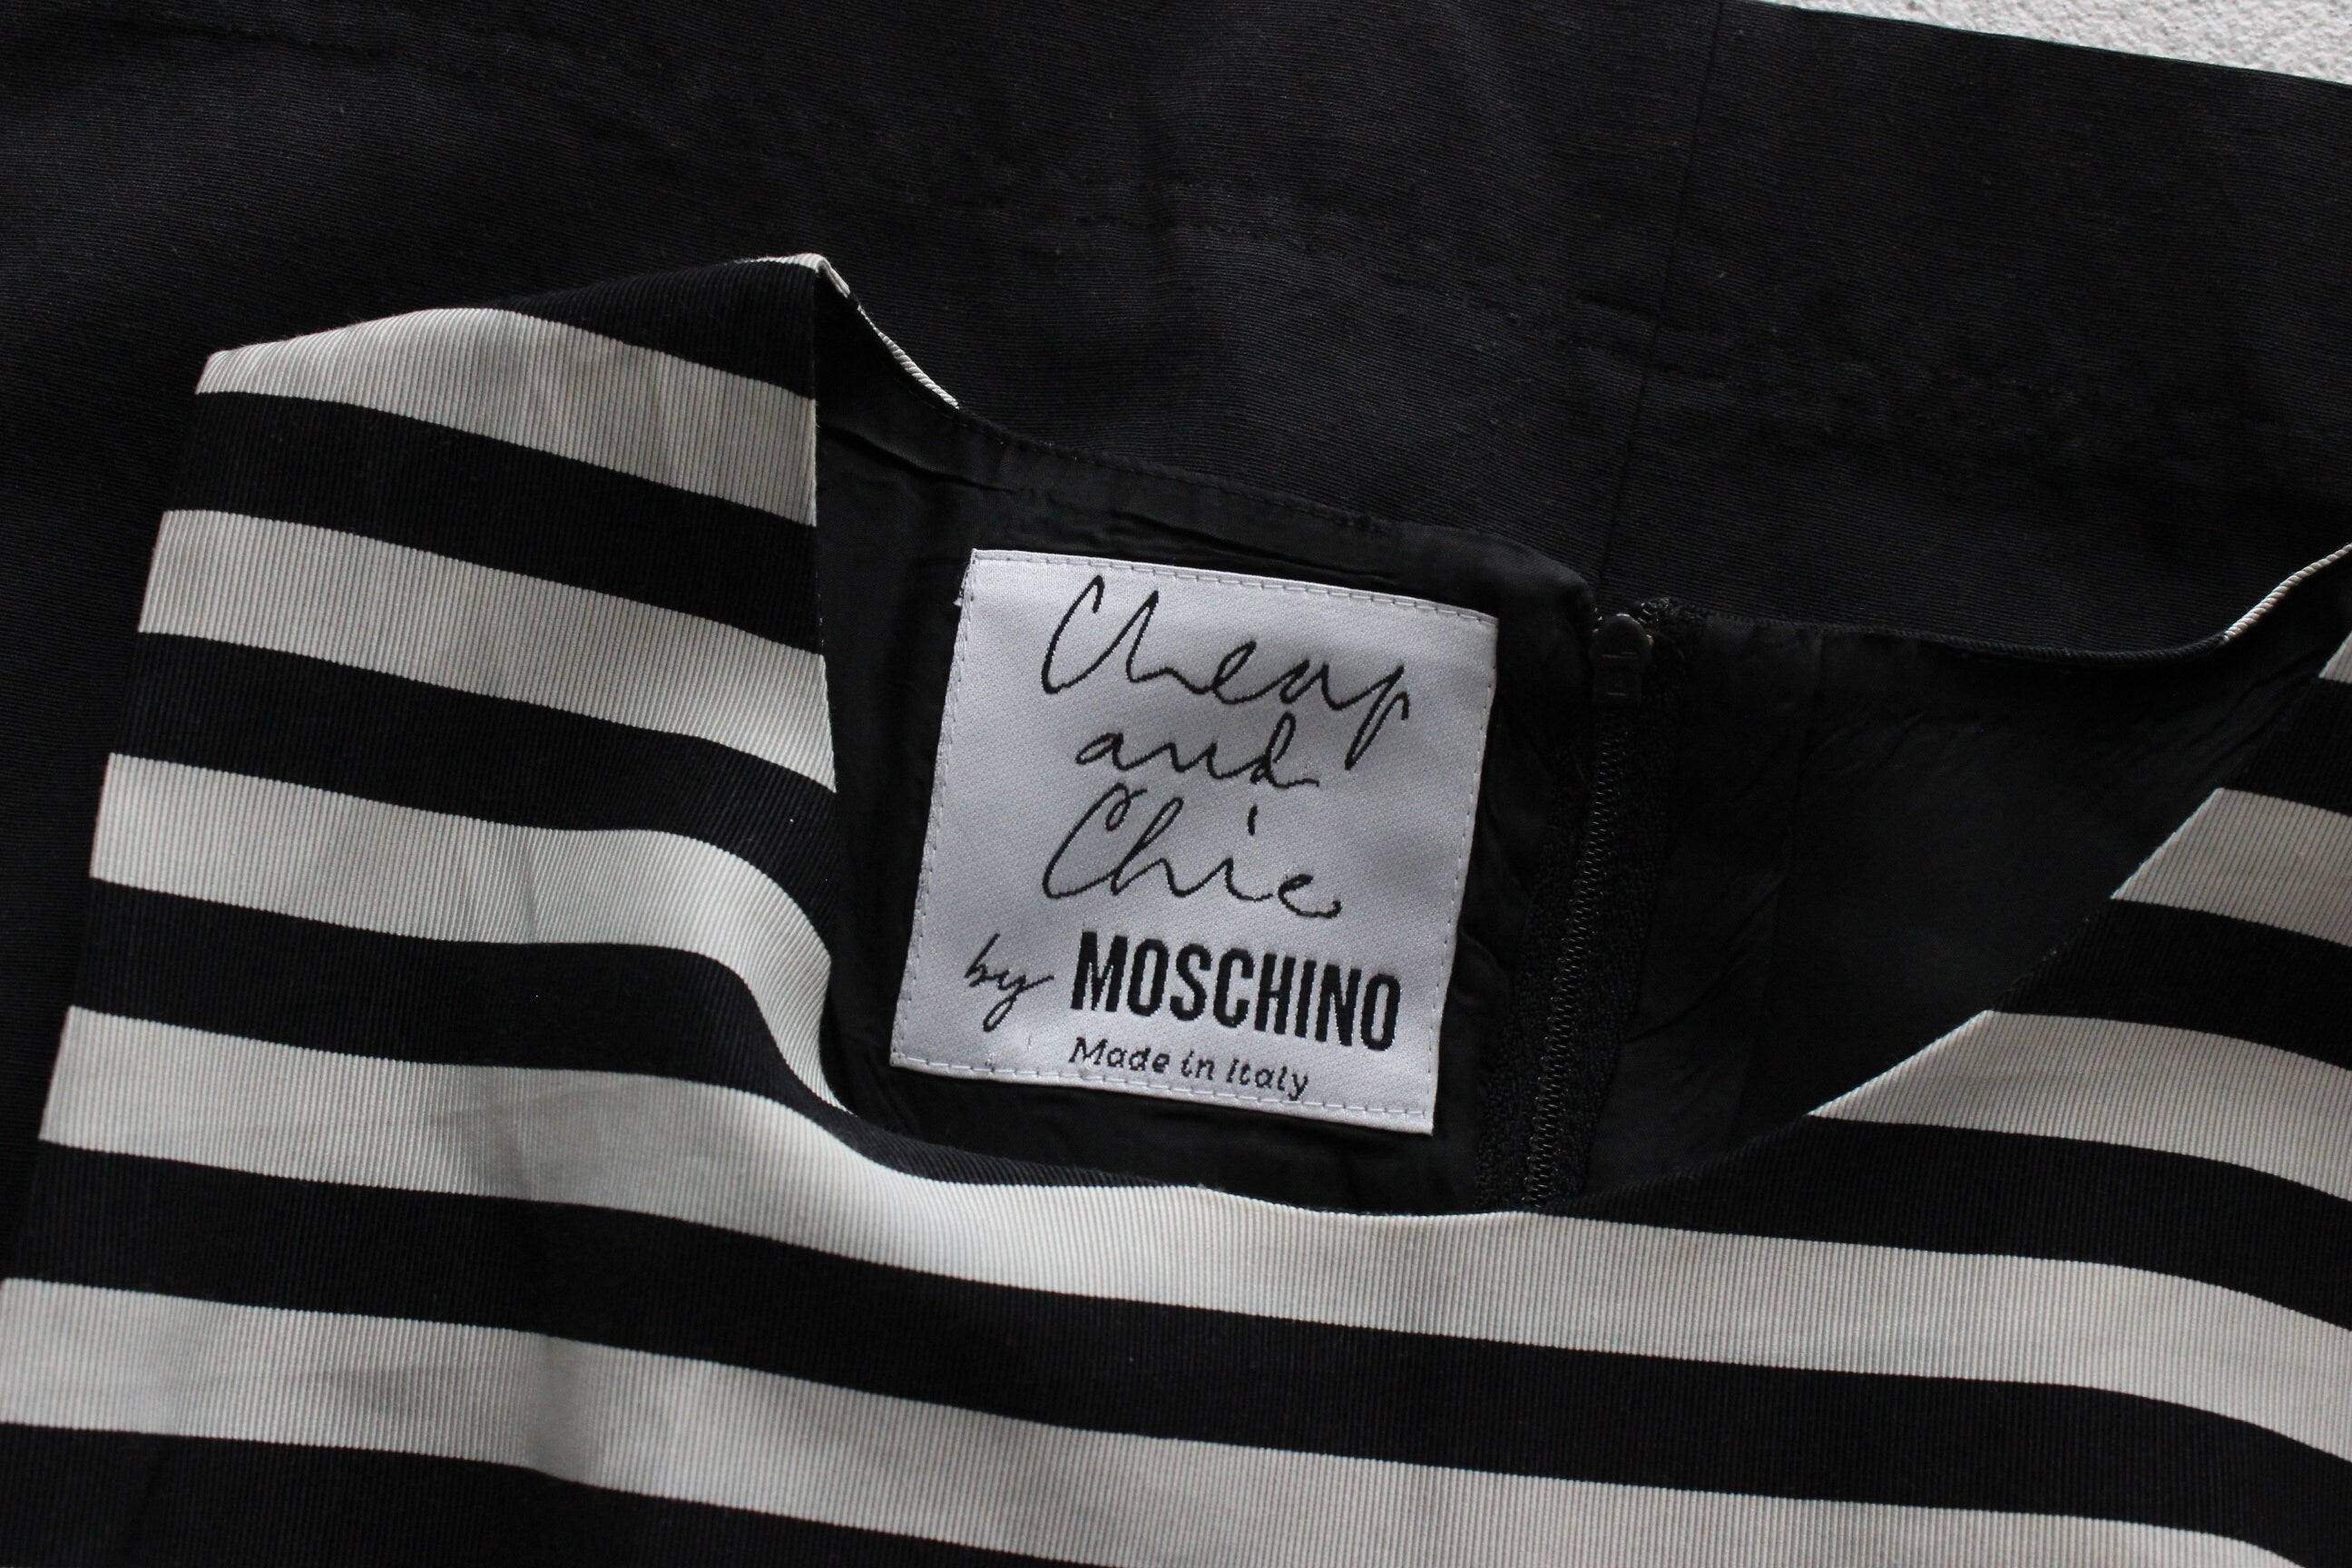 Cheap
and
Chic
by MOSCHINO
Made in Italy